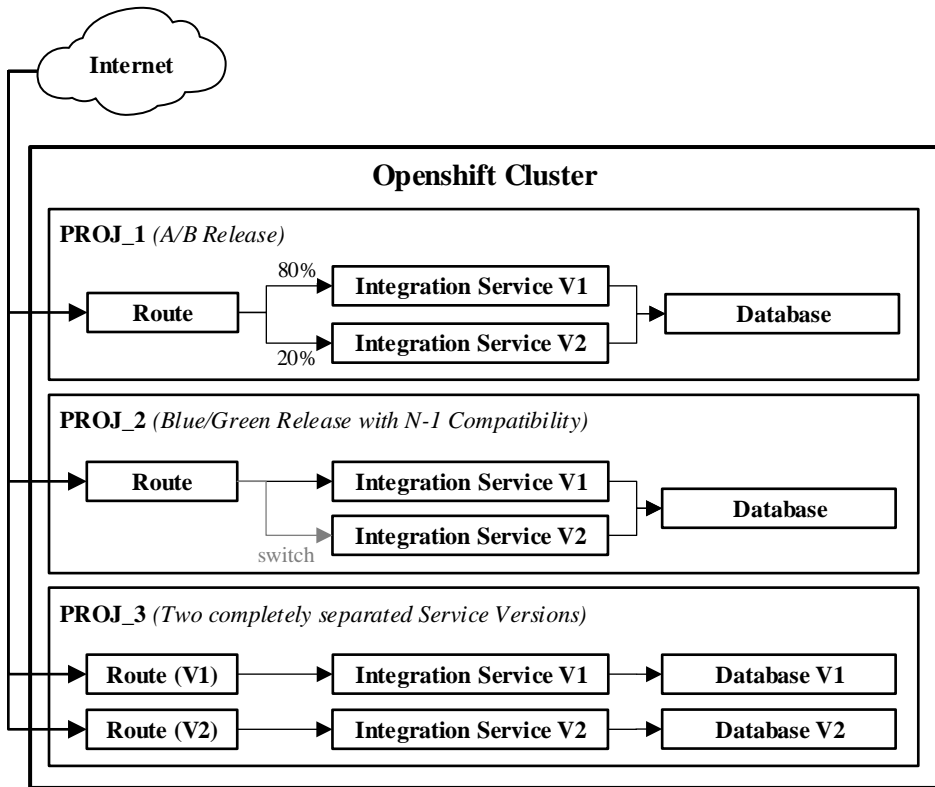 Internet
Openshift Cluster
PROJ_1 (A/B Release)
80%
Route
Integration Service V1
Integration Service V2
Database
20%
PROJ_2 (Blue/Green Release with N-1 Compatibility)
Route
Integration Service V1
Integration Service V2
Database
switch
PROJ_3 (Two completely separated Service Versions)
Route (V1)
Integration Service V1
Database V1
Route (V2)
Integration Service V2
Database V2